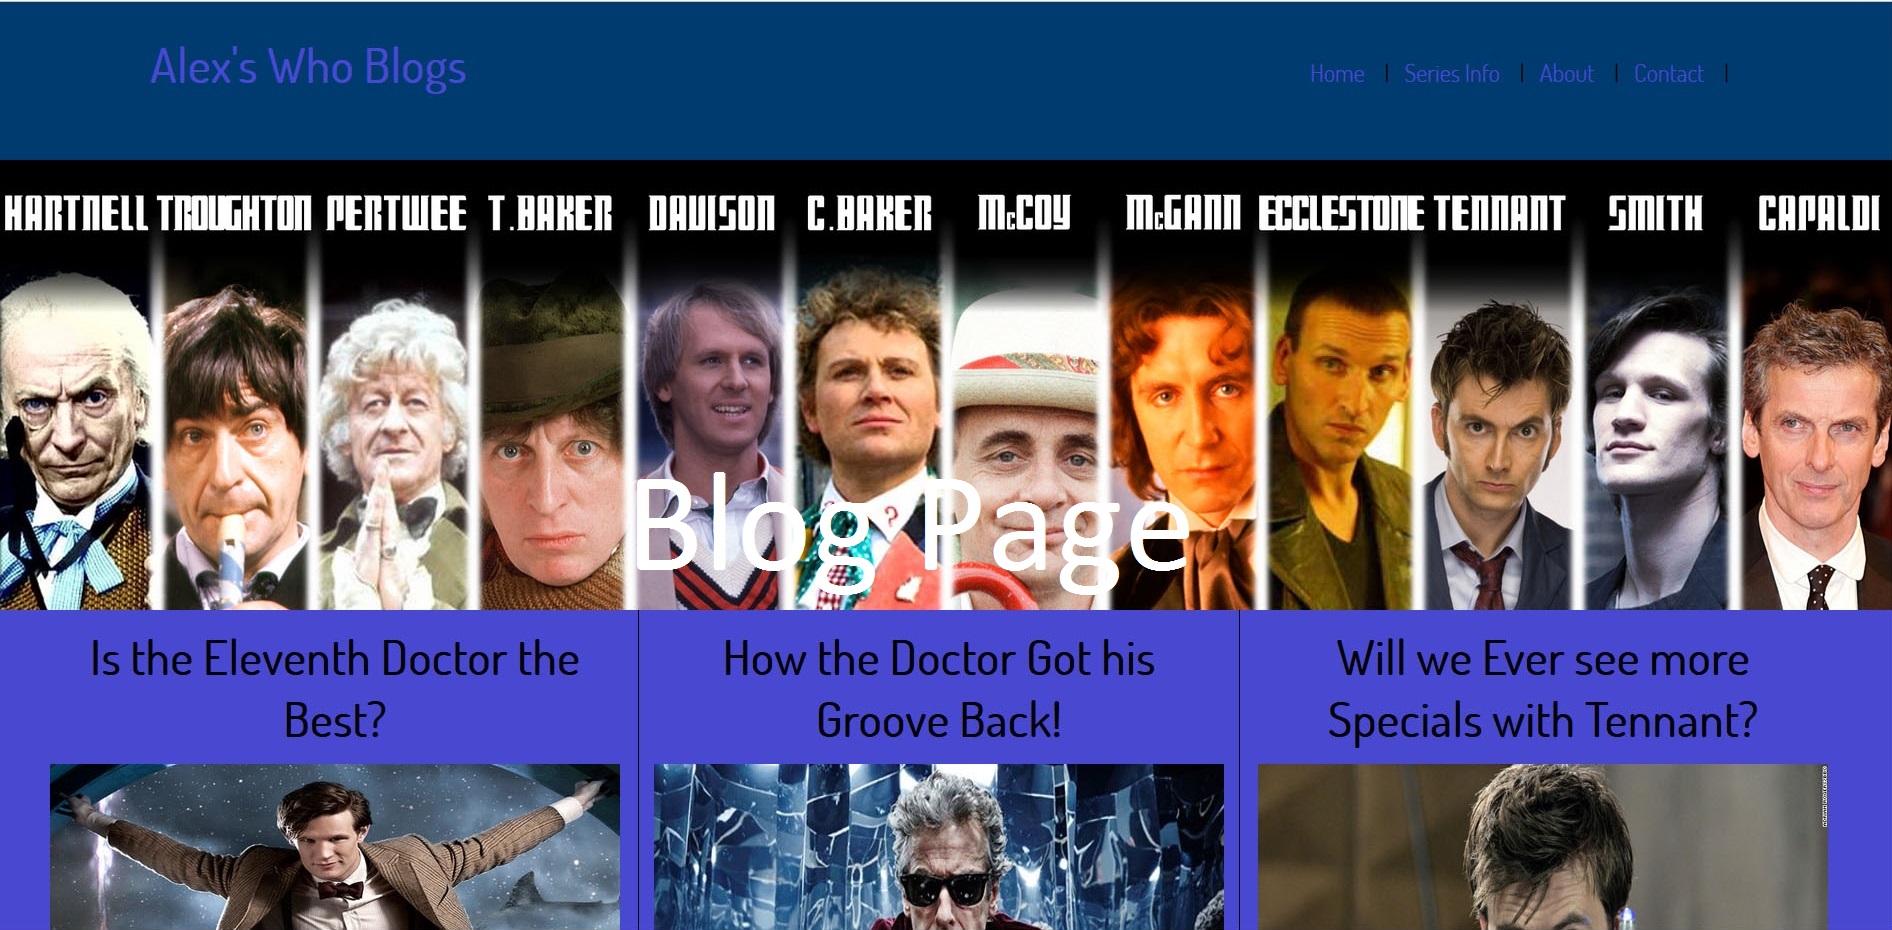 Alex's Who Blogs
Home | Series Info | About | Contact |
HARTNELL TROUGHTON PERTWEE T.BAKER DAVISON C.BAKER McCOY McGANN ECCLESTONE TENNANT SMITH CAPALDI
?
Blog Page
Is the Eleventh Doctor the
Best?
How the Doctor Got his
Groove Back!
Will we Ever see more
Specials with Tennant?